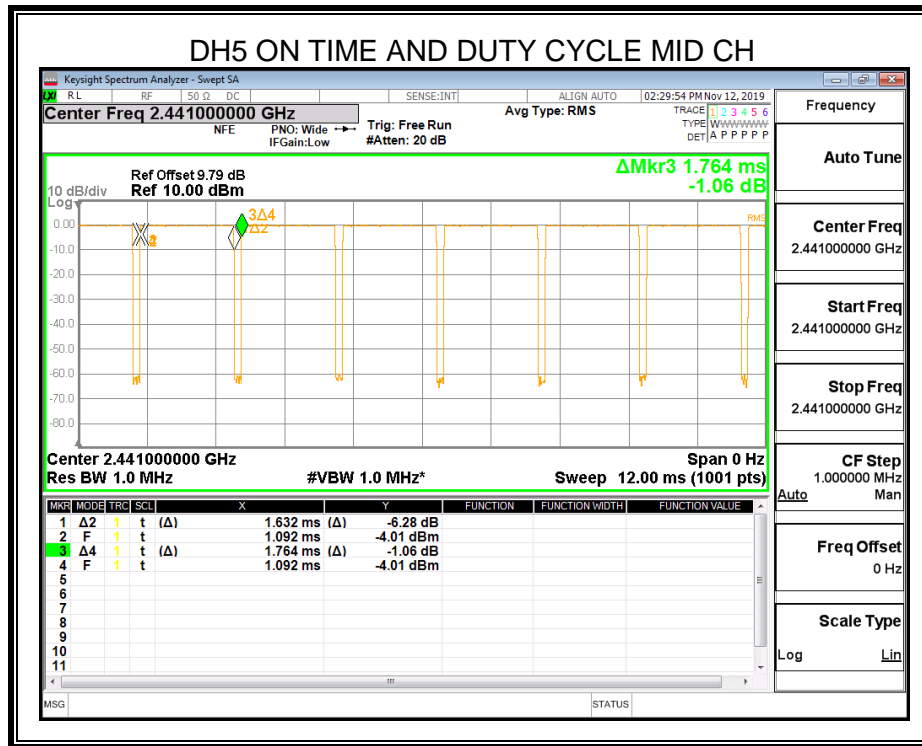 DH5 ON TIME AND DUTY CYCLE MID CH
Keysight Spectrum Analyzer - Swept SA
LXI RL RF 50 Ω DC SENSE:INT ALIGN AUTO 02:29:54 PM Nov 12, 2019
Center Freq 2.441000000 GHz
NFE PNO: Wide Trig: Free Run Avg Type: RMS TRACE 1 2 3 4 5 6
IFGain:Low #Atten: 20 dB TYPE WWWWWW
DET A P P P P P
ΔMkr3 1.764 ms
-1.06 dB
Ref Offset 9.79 dB
10 dB/div Ref 10.00 dBm
Log
3Δ4
Δ2
RMS
0.00
-10.0
-20.0
-30.0
-40.0
-50.0
-60.0
-70.0
-80.0
Center 2.441000000 GHz Span 0 Hz
Res BW 1.0 MHz #VBW 1.0 MHz* Sweep 12.00 ms (1001 pts)
MKR MODE TRC SCL X Y FUNCTION FUNCTION WIDTH FUNCTION VALUE
1 Δ2 1 t (Δ) 1.632 ms (Δ) -6.28 dB
2 F 1 t 1.092 ms -4.01 dBm
3 Δ4 1 t (Δ) 1.764 ms (Δ) -1.06 dB
4 F 1 t 1.092 ms -4.01 dBm
5
6
7
8
9
10
11
MSG STATUS
Frequency
Auto Tune
Center Freq
2.441000000 GHz
Start Freq
2.441000000 GHz
Stop Freq
2.441000000 GHz
CF Step
1.000000 MHz
Auto Man
Freq Offset
0 Hz
Scale Type
Log Lin